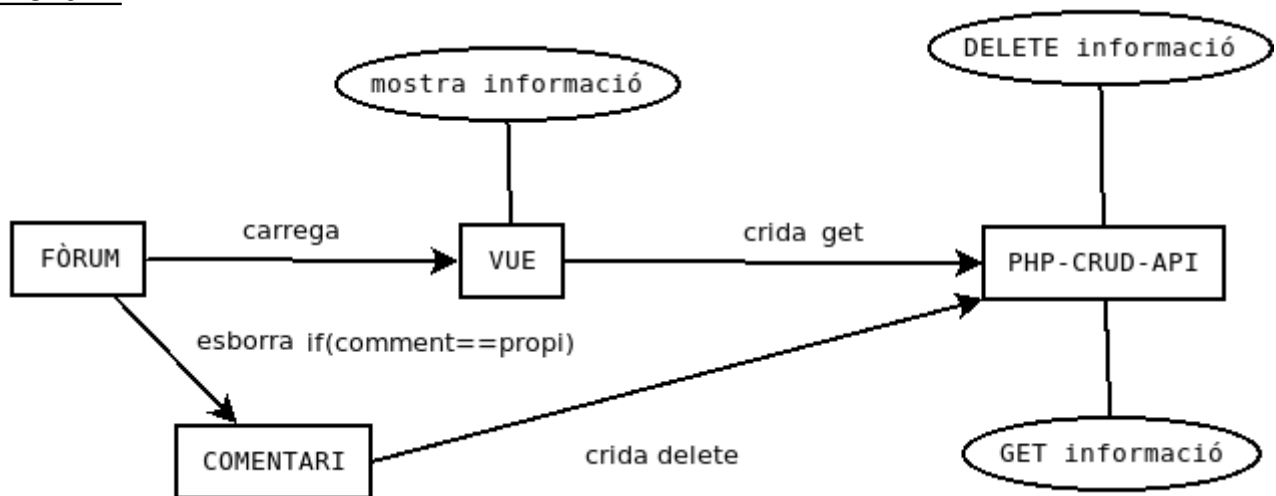 DELETE informació
mostra informació
carrega
crida get
FÒRUM
VUE
PHP-CRUD-API
esborra if(comment==propi)
COMENTARI
crida delete
GET informació